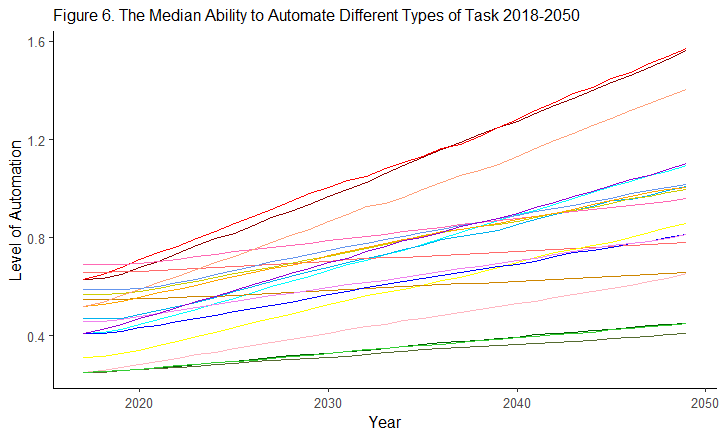 Figure 6. The Median Ability to Automate Different Types of Task 2018-2050
Level of Automation
1.6
1.2
0.8
0.4
2020
2030
2040
2050
Year